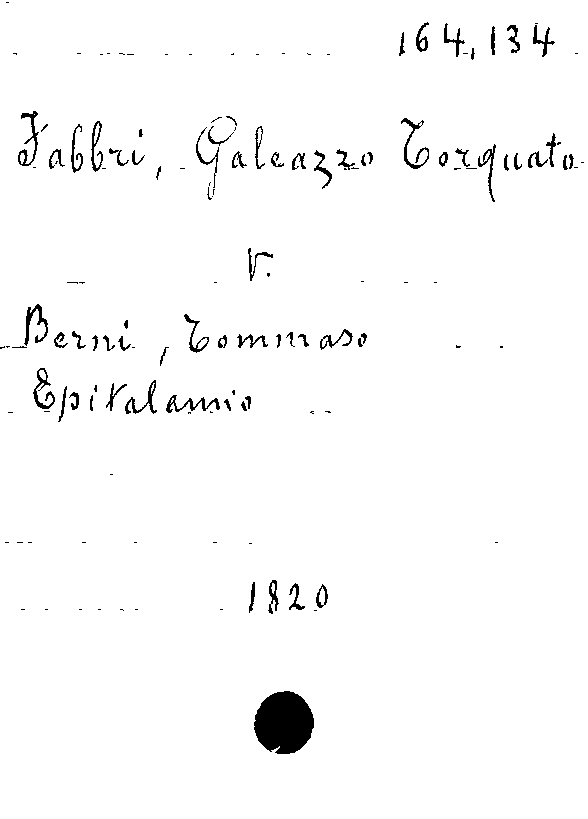 164,134
Fabbri, Galeazzo Torquato
V.
Berni, Tommaso
Epitalamio
1820